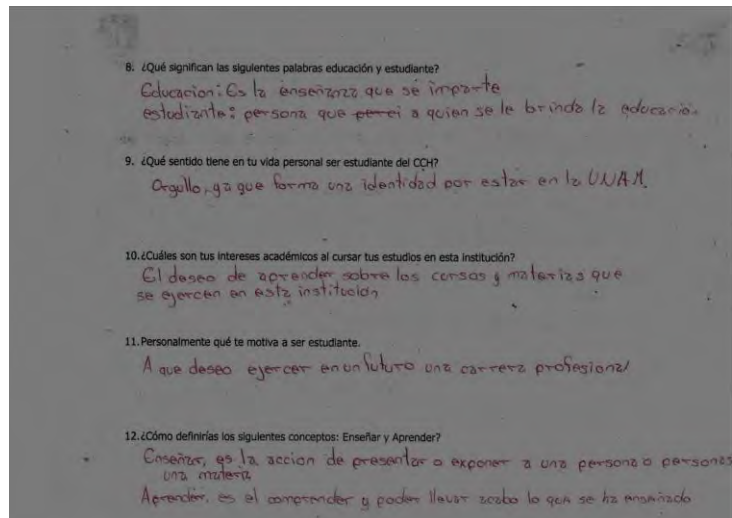 8. ¿Qué significan las siguientes palabras educación y estudiante?
Educacion: Es la enseñanza que se imparte
estudiante: persona que a quien se le brinda la educación.
9. ¿Qué sentido tiene en tu vida personal ser estudiante del CCH?
Orgullo, ya que forma una identidad por estar en la UNAM.
10. ¿Cuáles son tus intereses académicos al cursar tus estudios en esta institución?
El deseo de aprender sobre los cursos y materias que
se ejercen en esta institución
11. Personalmente qué te motiva a ser estudiante.
A que deseo ejercer en un futuro una carrera profesional
12. ¿Cómo definirías los siguientes conceptos: Enseñar y Aprender?
Enseñar, es la accion de presentar o exponer a una persona o personas
una materia
Aprender, es el comprender y poder llevar acabo lo que se ha enseñado